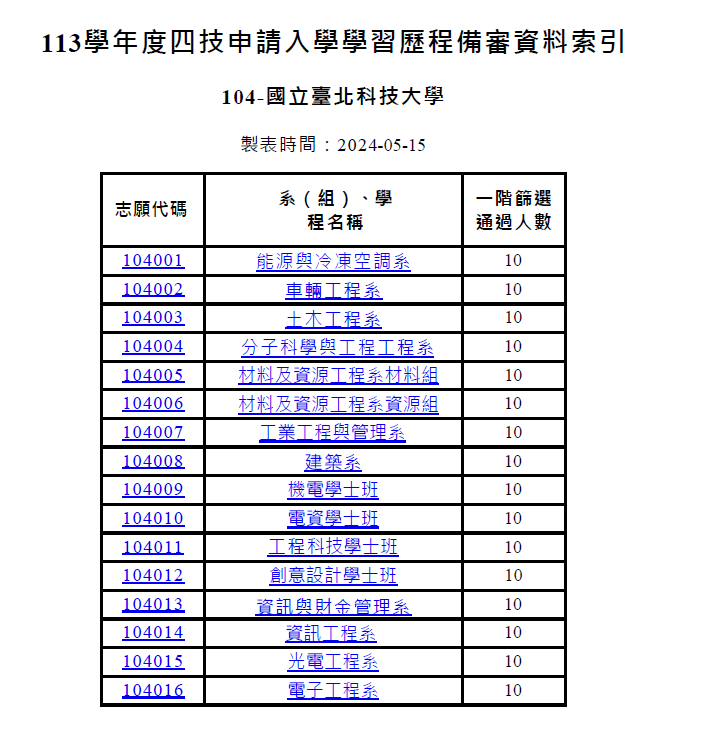 113學年度四技申請入學學習歷程備審資料索引
104-國立臺北科技大學
製表時間：2024-05-15
志願代碼 系（組）、學程名稱 一階篩選通過人數
104001 能源與冷凍空調系 10
104002 車輛工程系 10
104003 土木工程系 10
104004 分子科學與工程工程系 10
104005 材料及資源工程系材料組 10
104006 材料及資源工程系資源組 10
104007 工業工程與管理系 10
104008 建築系 10
104009 機電學士班 10
104010 電資學士班 10
104011 工程科技學士班 10
104012 創意設計學士班 10
104013 資訊與財金管理系 10
104014 資訊工程系 10
104015 光電工程系 10
104016 電子工程系 10